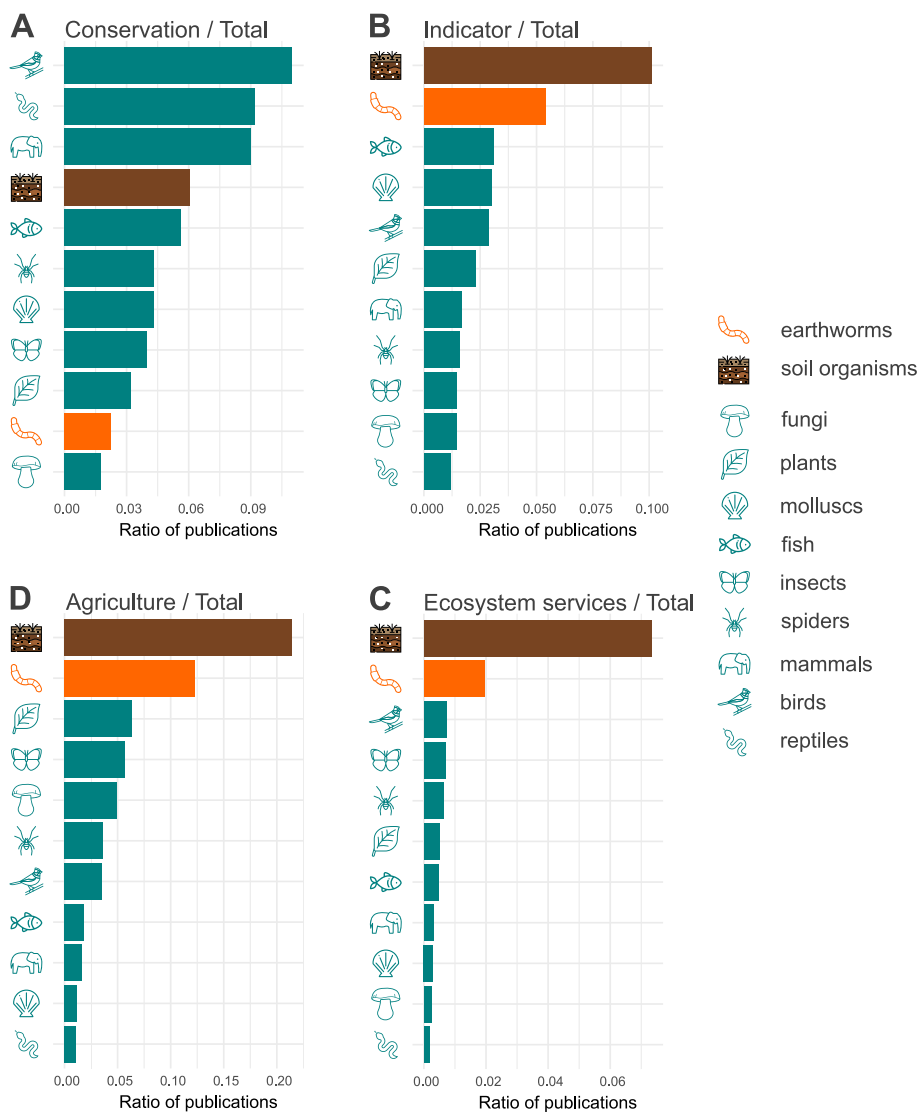 A Conservation / Total
0.00 0.03 0.06 0.09
Ratio of publications
B Indicator / Total
0.000 0.025 0.050 0.075 0.100
Ratio of publications
D Agriculture / Total
0.00 0.05 0.10 0.15 0.20
Ratio of publications
C Ecosystem services / Total
0.00 0.02 0.04 0.06
Ratio of publications
earthworms
soil organisms
fungi
plants
molluscs
fish
insects
spiders
mammals
birds
reptiles